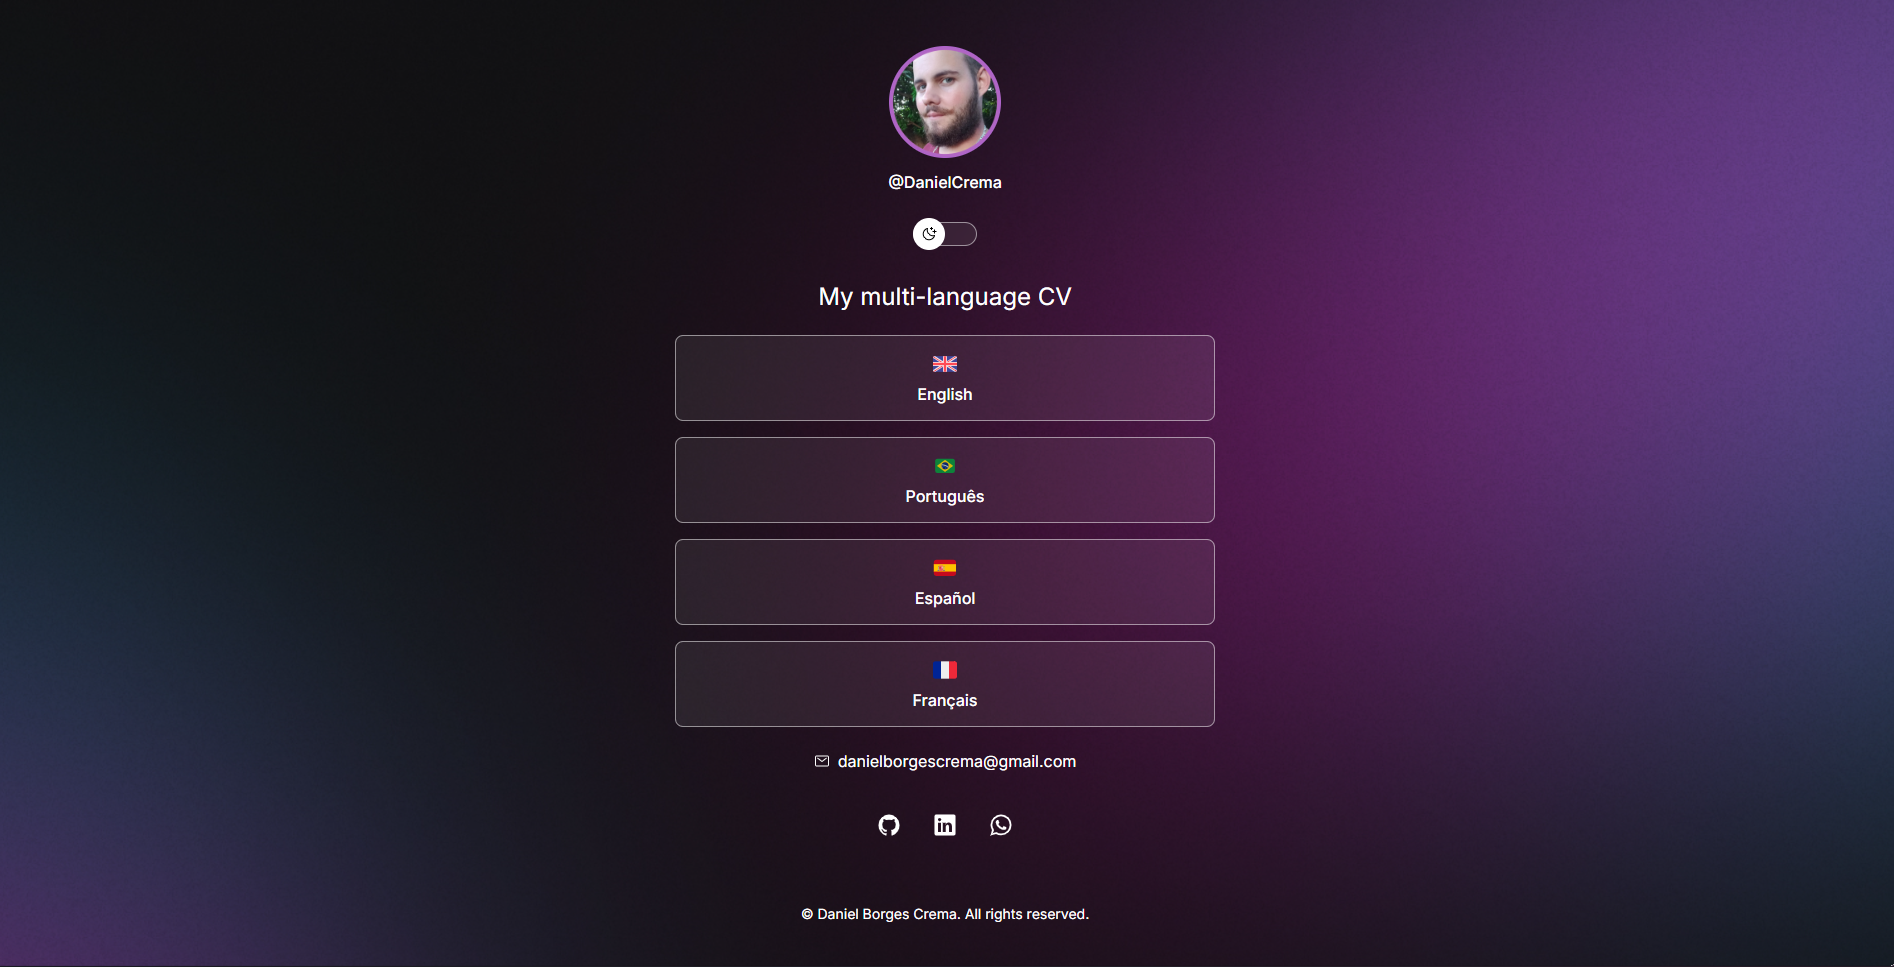 @DanielCrema
My multi-language CV
English
Português
Español
Français
danielborgescrema@gmail.com
© Daniel Borges Crema. All rights reserved.